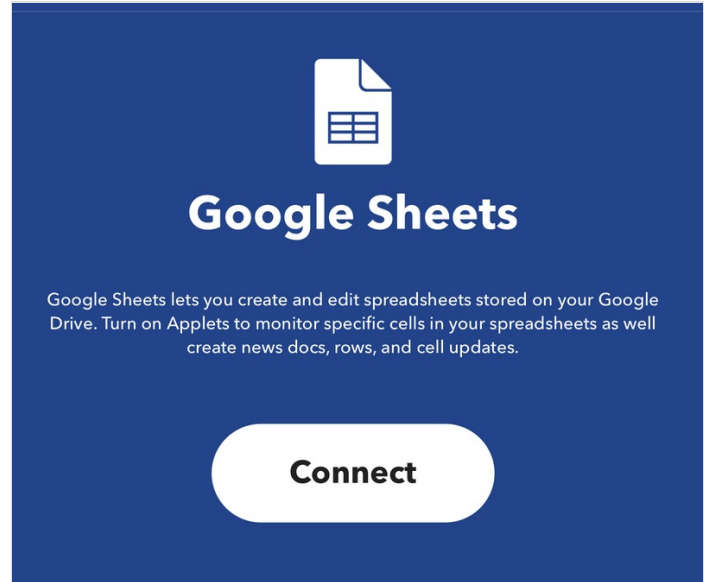 Google Sheets
Google Sheets lets you create and edit spreadsheets stored on your Google
Drive. Turn on Applets to monitor specific cells in your spreadsheets as well
create news docs, rows, and cell updates.
Connect